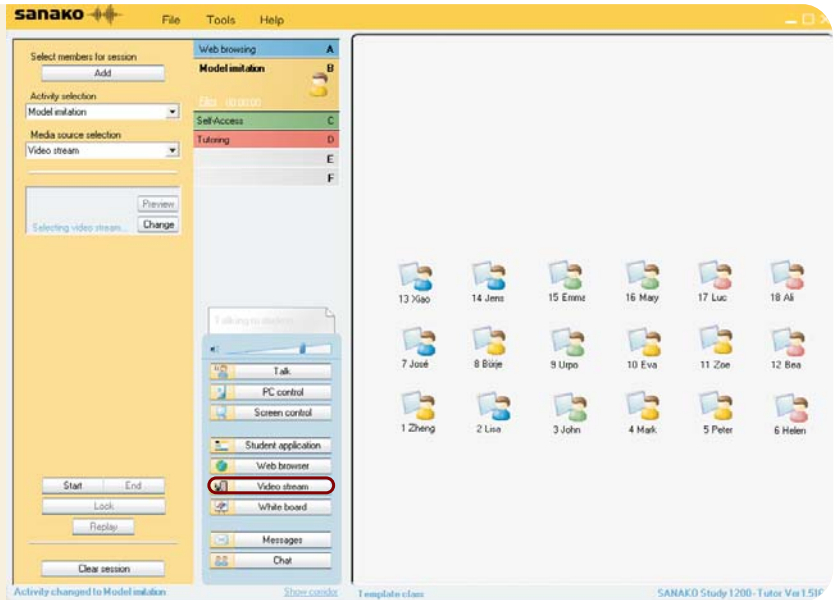 sanako
File Tools Help
Select members for session
Add
Activity selection
Model imitation
Media source selection
Video stream
Preview
Selecting video stream...
Change
Start End
Lock
Replay
Clear session
Activity changed to Model imitation
Web browsing A
Model imitation B
Self-Access C
Tutoring D
E
F
Talking to student
Talk
PC control
Screen control
Student application
Web browser
Video stream
White board
Messages
Chat
Show corridor
13 Xiao 14 Jens 15 Emma 16 Mary 17 Luc 18 Ali
7 José 8 Börje 9 Urpo 10 Eva 11 Zoe 12 Bea
1 Zheng 2 Lisa 3 John 4 Mark 5 Peter 6 Helen
Template class
SANAKO Study 1200 - Tutor Ver 1.516